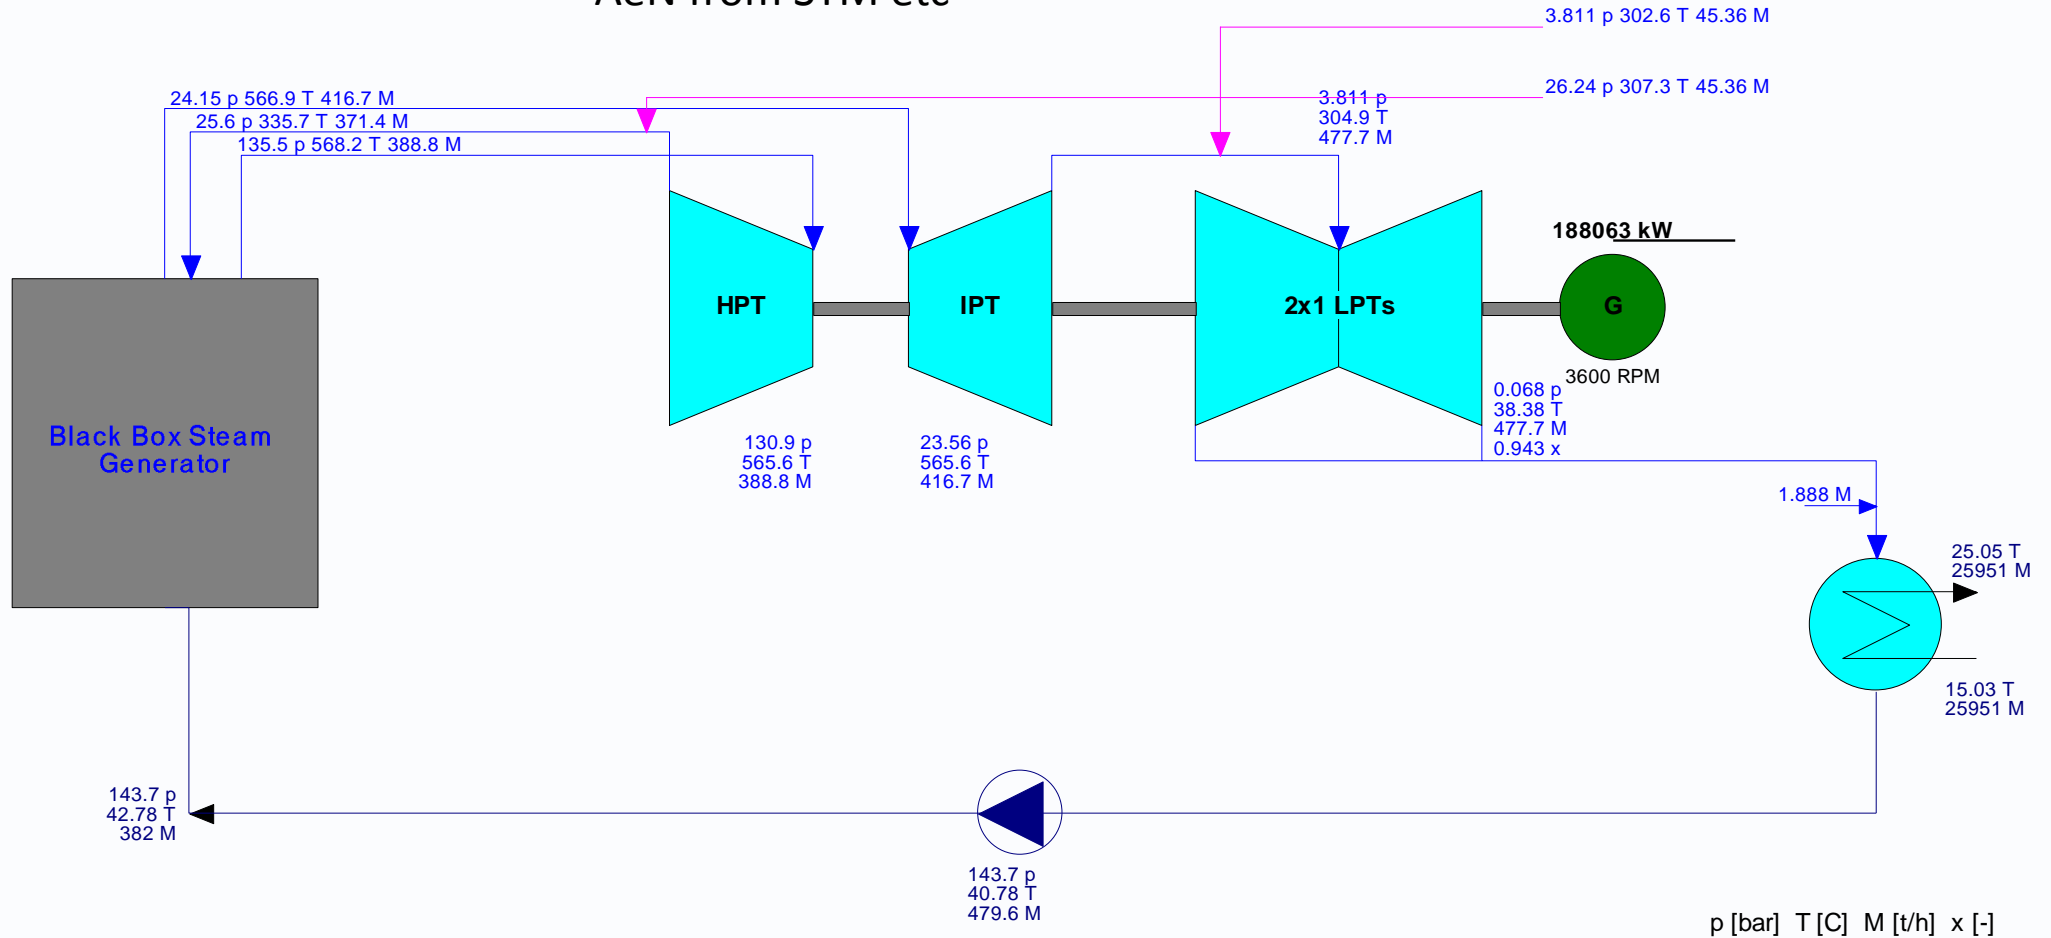 3.811 p 302.6 T 45.36 M
26.24 p 307.3 T 45.36 M
24.15 p 566.9 T 416.7 M
25.6 p 335.7 T 371.4 M
135.5 p 568.2 T 388.8 M
3.811 p
304.9 T
477.7 M
188063 kW
HPT
IPT
2x1 LPTs
G
3600 RPM
Black Box Steam
Generator
130.9 p
565.6 T
388.8 M
23.56 p
565.6 T
416.7 M
0.068 p
38.38 T
477.7 M
0.943 x
1.888 M
25.05 T
25951 M
15.03 T
25951 M
143.7 p
42.78 T
382 M
143.7 p
40.78 T
479.6 M
p [bar] T [C] M [t/h] x [-]